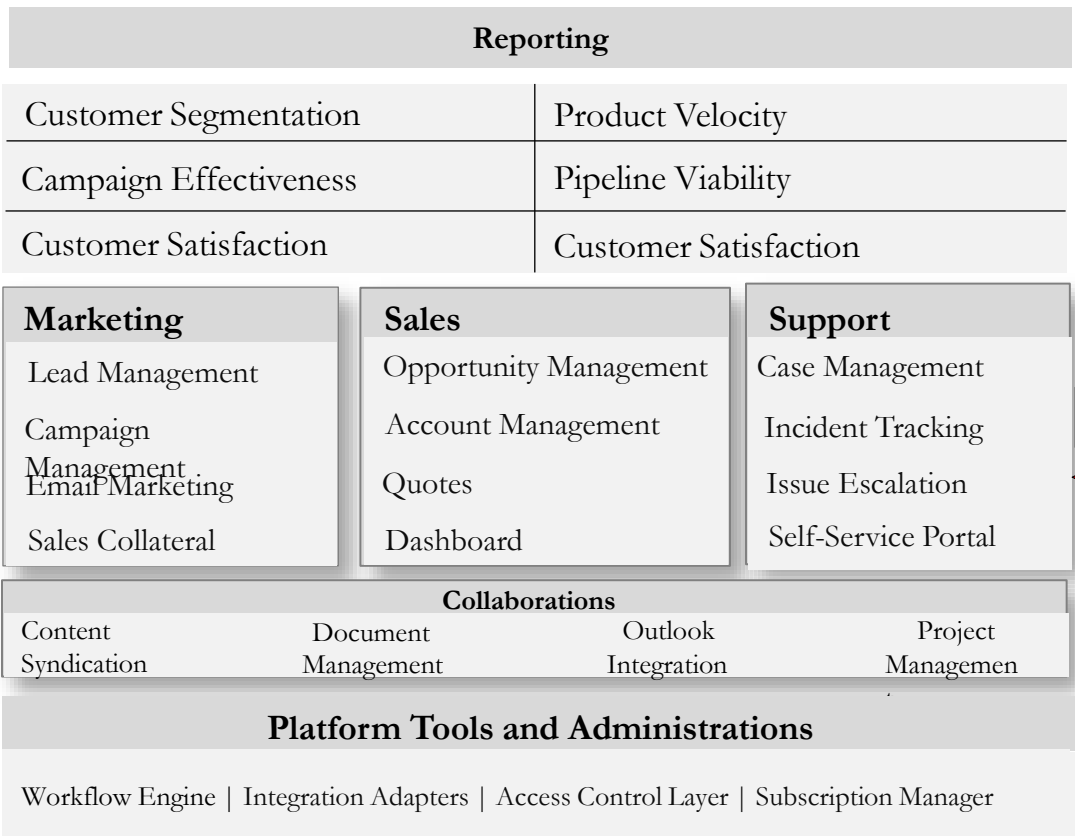 Reporting
Customer Segmentation
Product Velocity
Campaign Effectiveness
Pipeline Viability
Customer Satisfaction
Customer Satisfaction
Marketing
Lead Management
Campaign
Management
Email Marketing
Sales Collateral
Sales
Opportunity Management
Account Management
Quotes
Dashboard
Support
Case Management
Incident Tracking
Issue Escalation
Self-Service Portal
Collaborations
Content
Syndication
Document
Management
Outlook
Integration
Project
Managemen
Platform Tools and Administrations
Workflow Engine | Integration Adapters | Access Control Layer | Subscription Manager